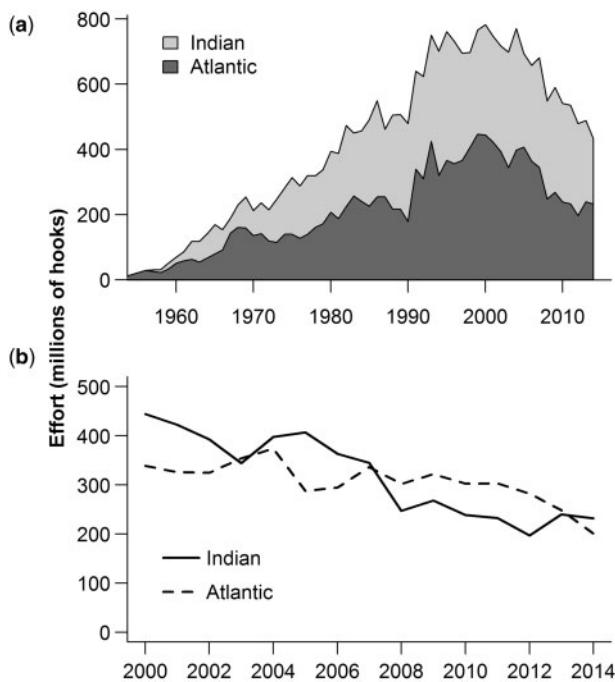 (a)
800
600
400
200
0
Indian
Atlantic
1960 1970 1980 1990 2000 2010
Effort (millions of hooks)
(b)
500
400
300
200
100
0
Indian
Atlantic
2000 2002 2004 2006 2008 2010 2012 2014